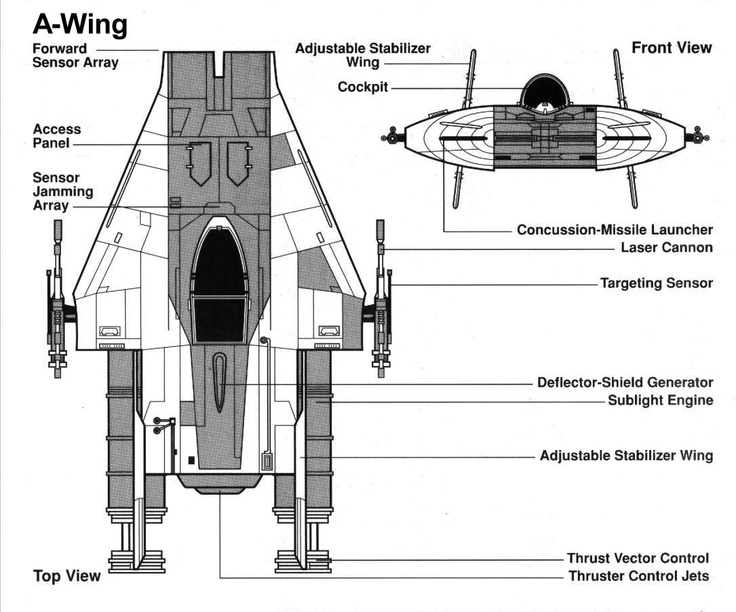 A-Wing
Forward
Sensor Array
Access
Panel
Sensor
Jamming
Array
Adjustable Stabilizer
Wing
Cockpit
Front View
Concussion-Missile Launcher
Laser Cannon
Targeting Sensor
Deflector-Shield Generator
Sublight Engine
Adjustable Stabilizer Wing
Thrust Vector Control
Thruster Control Jets
Top View